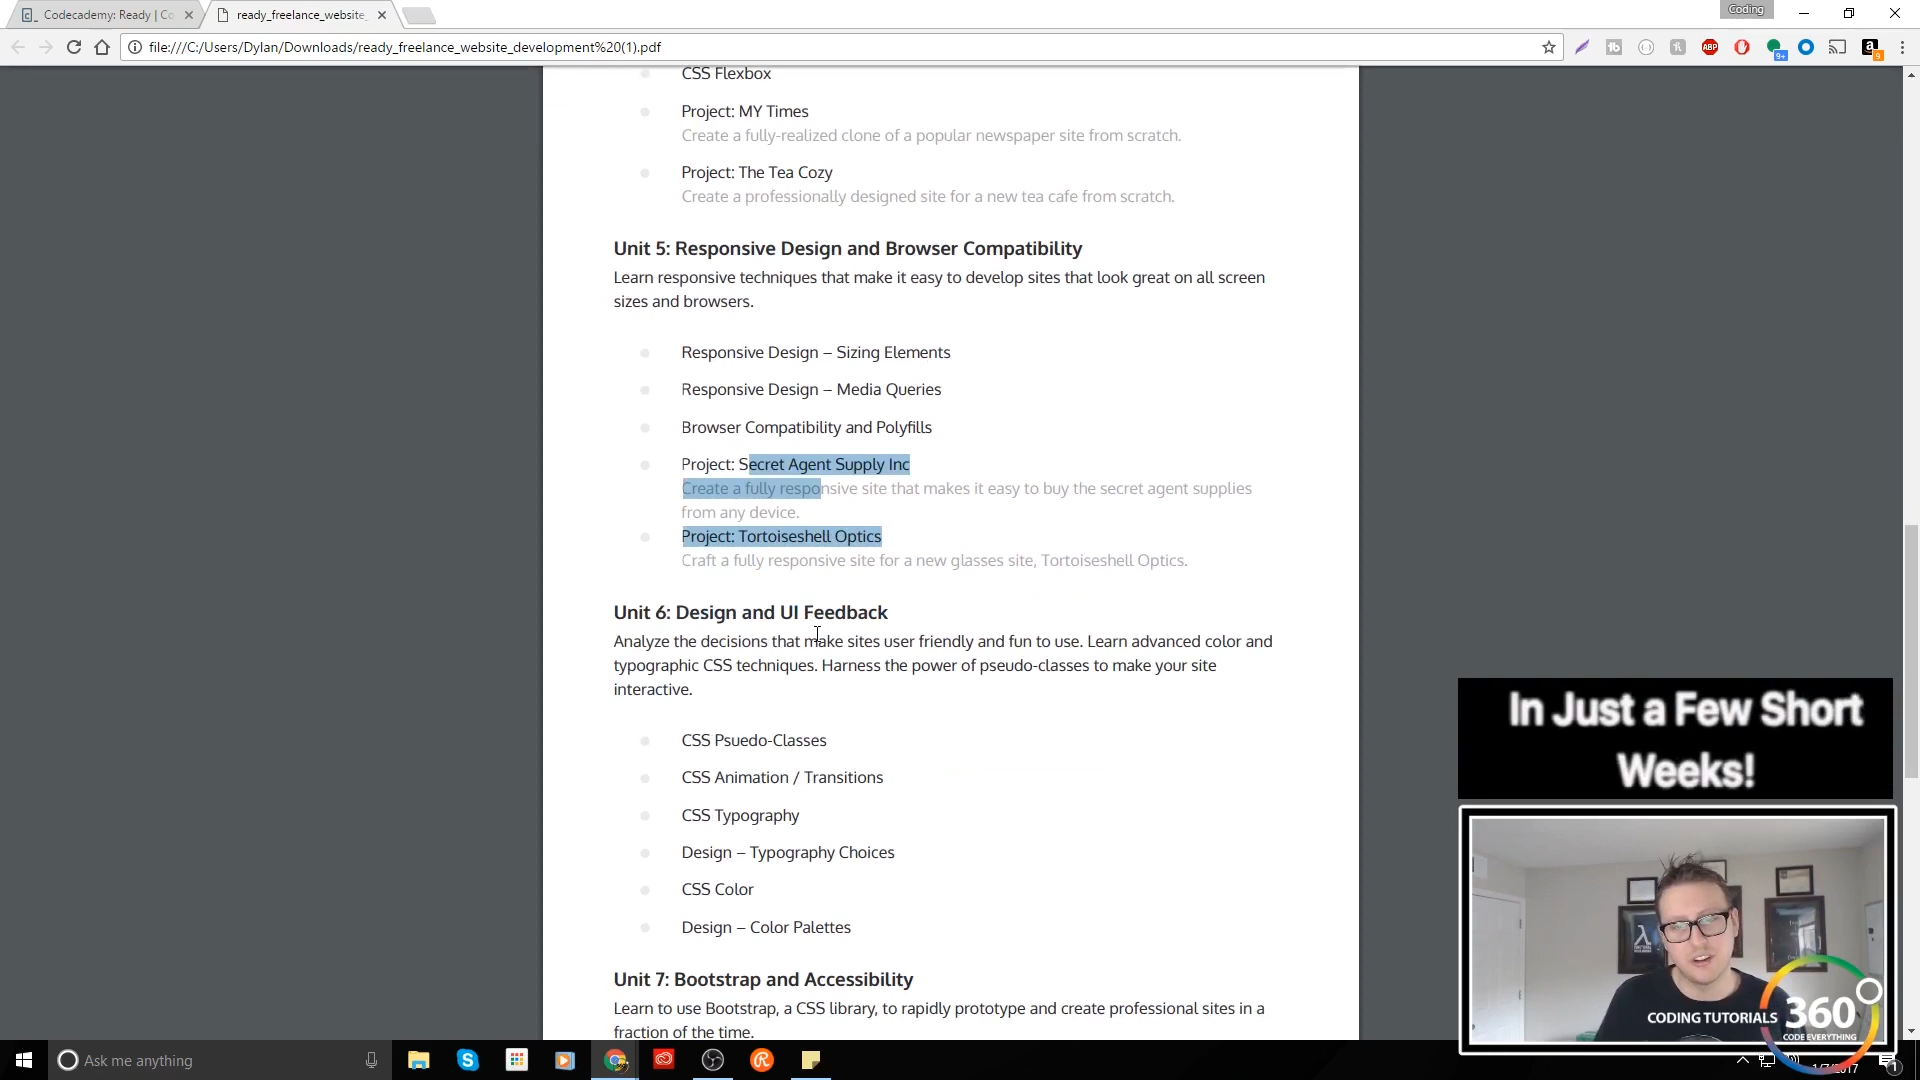 Codecademy: Ready | Co
ready_freelance_website_
Coding
file:///C:/Users/Dylan/Downloads/ready_freelance_website_development%20(1).pdf
ABP
9+
a
9
CSS Flexbox
Project: MY Times
Create a fully-realized clone of a popular newspaper site from scratch.
Project: The Tea Cozy
Create a professionally designed site for a new tea cafe from scratch.
Unit 5: Responsive Design and Browser Compatibility
Learn responsive techniques that make it easy to develop sites that look great on all screen
sizes and browsers.
Responsive Design – Sizing Elements
Responsive Design – Media Queries
Browser Compatibility and Polyfills
Project: Secret Agent Supply Inc
Create a fully responsive site that makes it easy to buy the secret agent supplies
from any device.
Project: Tortoiseshell Optics
Craft a fully responsive site for a new glasses site, Tortoiseshell Optics.
Unit 6: Design and UI Feedback
Analyze the decisions that make sites user friendly and fun to use. Learn advanced color and
typographic CSS techniques. Harness the power of pseudo-classes to make your site
interactive.
CSS Psuedo-Classes
CSS Animation / Transitions
CSS Typography
Design – Typography Choices
CSS Color
Design – Color Palettes
Unit 7: Bootstrap and Accessibility
Learn to use Bootstrap, a CSS library, to rapidly prototype and create professional sites in a
fraction of the time.
In Just a Few Short
Weeks!
CODING TUTORIALS 360
CODE EVERYTHING
Ask me anything
1/7/2017
1